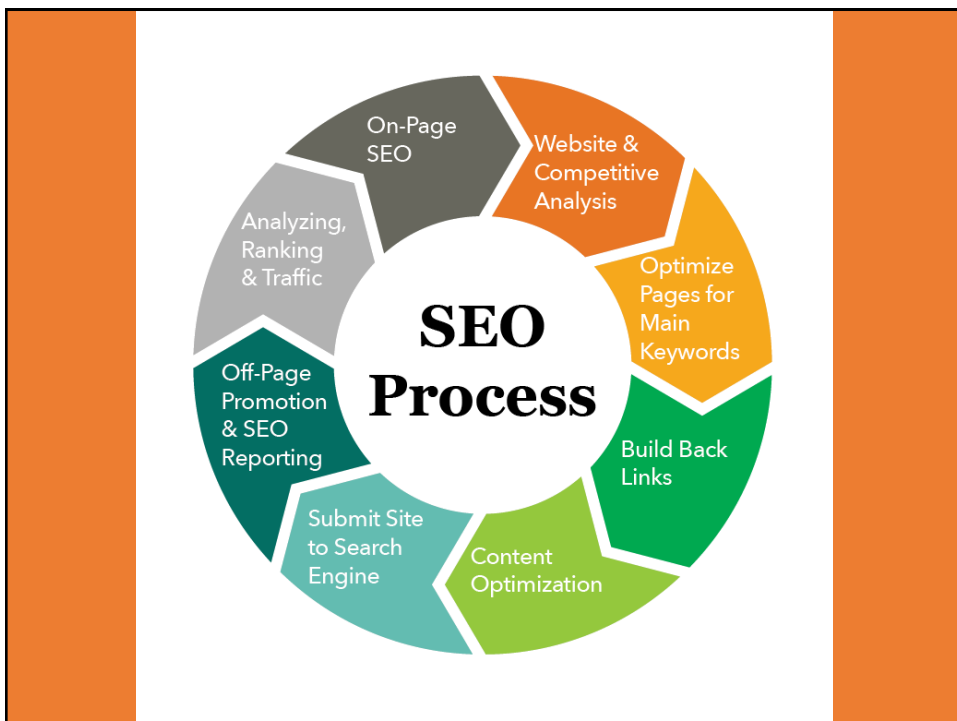 On-Page
SEO
Website &
Competitive
Analysis
Optimize
Pages for
Main
Keywords
Build Back
Links
Content
Optimization
Submit Site
to Search
Engine
Off-Page
Promotion
& SEO
Reporting
Analyzing,
Ranking
& Traffic
SEO
Process